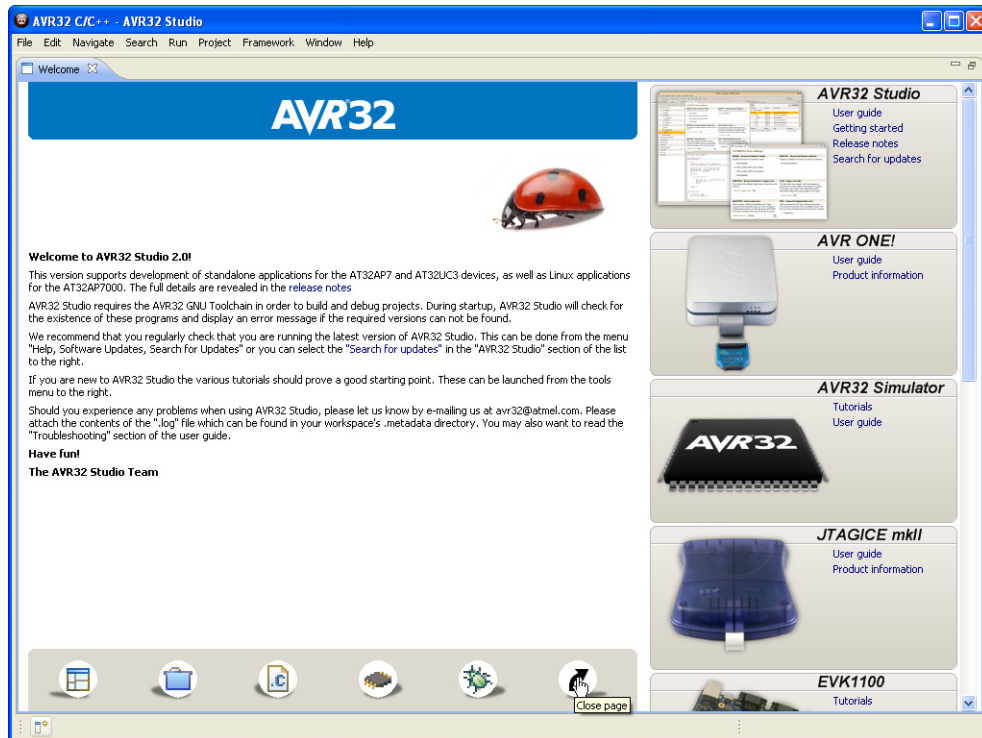 AVR32 C/C++ - AVR32 Studio
File Edit Navigate Search Run Project Framework Window Help
Welcome
AVR32
Welcome to AVR32 Studio 2.0!
This version supports development of standalone applications for the AT32AP7 and AT32UC3 devices, as well as Linux applications
for the AT32AP7000. The full details are revealed in the release notes
AVR32 Studio requires the AVR32 GNU Toolchain in order to build and debug projects. During startup, AVR32 Studio will check for
the existence of these programs and display an error message if the required versions can not be found.
We recommend that you regularly check that you are running the latest version of AVR32 Studio. This can be done from the menu
"Help, Software Updates, Search for Updates" or you can select the "Search for updates" in the "AVR32 Studio" section of the list
to the right.
If you are new to AVR32 Studio the various tutorials should prove a good starting point. These can be launched from the tools
menu to the right.
Should you experience any problems when using AVR32 Studio, please let us know by e-mailing us at avr32@atmel.com. Please
attach the contents of the ".log" file which can be found in your workspace's .metadata directory. You may also want to read the
"Troubleshooting" section of the user guide.
Have fun!
The AVR32 Studio Team
.c
Close page
AVR32 Studio
User guide
Getting started
Release notes
Search for updates
AVR ONE!
User guide
Product information
AVR32 Simulator
Tutorials
User guide
AVR32
JTAGICE mkII
User guide
Product information
EVK1100
Tutorials